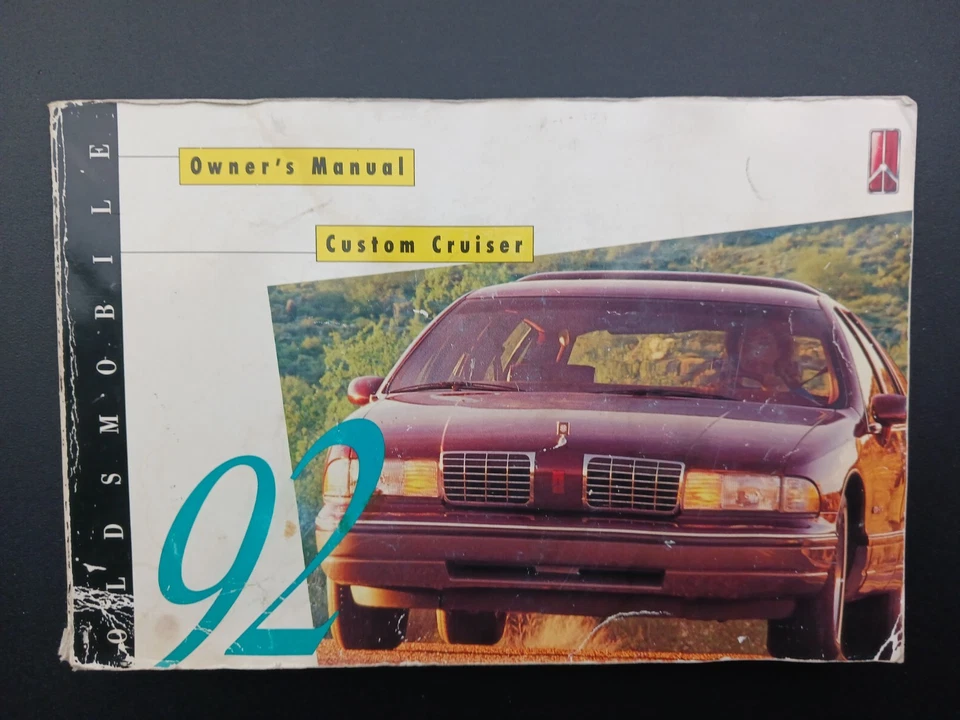 OLDSMOBILE
Owner's Manual
Custom Cruiser
92